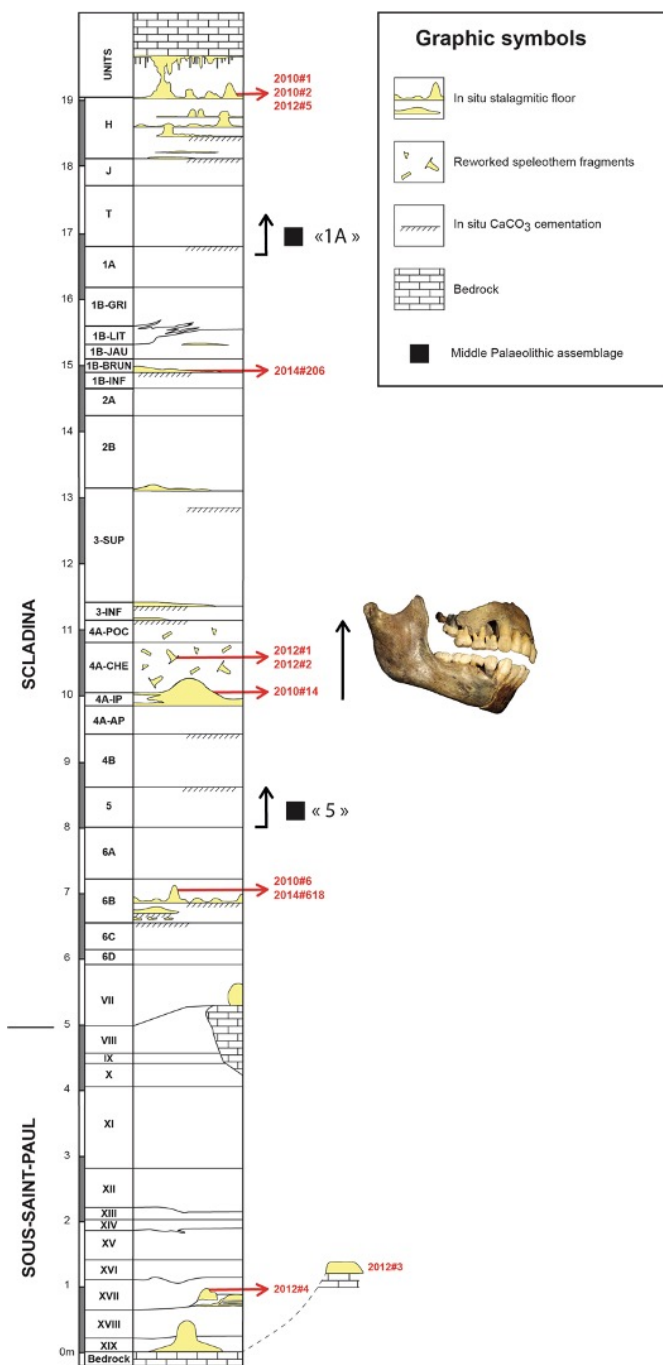 UNITS
2010#1
2010#2
2012#5
19
H
18
J
T
17
«1A»
1A
16
1B-GRI
1B-LIT
1B-JAU
15
1B-BRUN
2014#206
1B-INF
2A
14
2B
13
3-SUP
12
3-INF
11
4A-POC
4A-CHE
2012#1
2012#2
10
4A-IP
2010#14
4A-AP
9
4B
5
« 5 »
8
6A
7
6B
2010#6
2014#618
6C
6
6D
VII
5
VIII
IX
X
4
XI
3
XII
XIII
2
XIV
XV
XVI
2012#3
1
XVII
2012#4
XVIII
XIX
0m
Bedrock
SCLADINA
SOUS-SAINT-PAUL
Graphic symbols
In situ stalagmitic floor
Reworked speleothern fragments
In situ CaCO3 cementation
Bedrock
Middle Palaeolithic assemblage